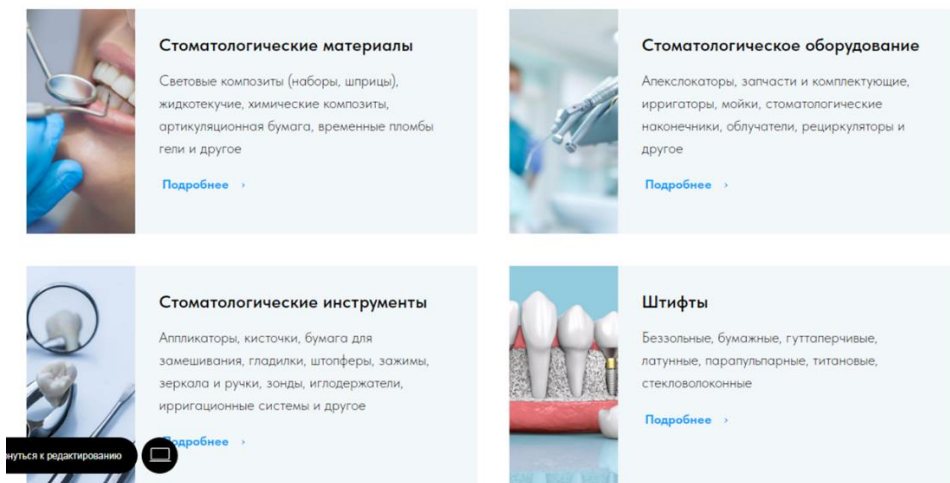 Стоматологические материалы
Световые композиты (наборы, шприцы),
жидкотекучие, химические композиты,
артикуляционная бумага, временные пломбы
гели и другое
Подробнее ›
Стоматологическое оборудование
Апекслокаторы, запчасти и комплектующие,
ирригаторы, мойки, стоматологические
наконечники, облучатели, рециркуляторы и
другое
Подробнее ›
Стоматологические инструменты
Аппликаторы, кисточки, бумага для
замешивания, гладилки, штопферы, зажимы,
зеркала и ручки, зонды, иглодержатели,
ирригационные системы и другое
Подробнее ›
Штифты
Беззольные, бумажные, гуттаперчивые,
латунные, парапульпарные, титановые,
стекловолоконные
Подробнее ›
рнуться к редактированию